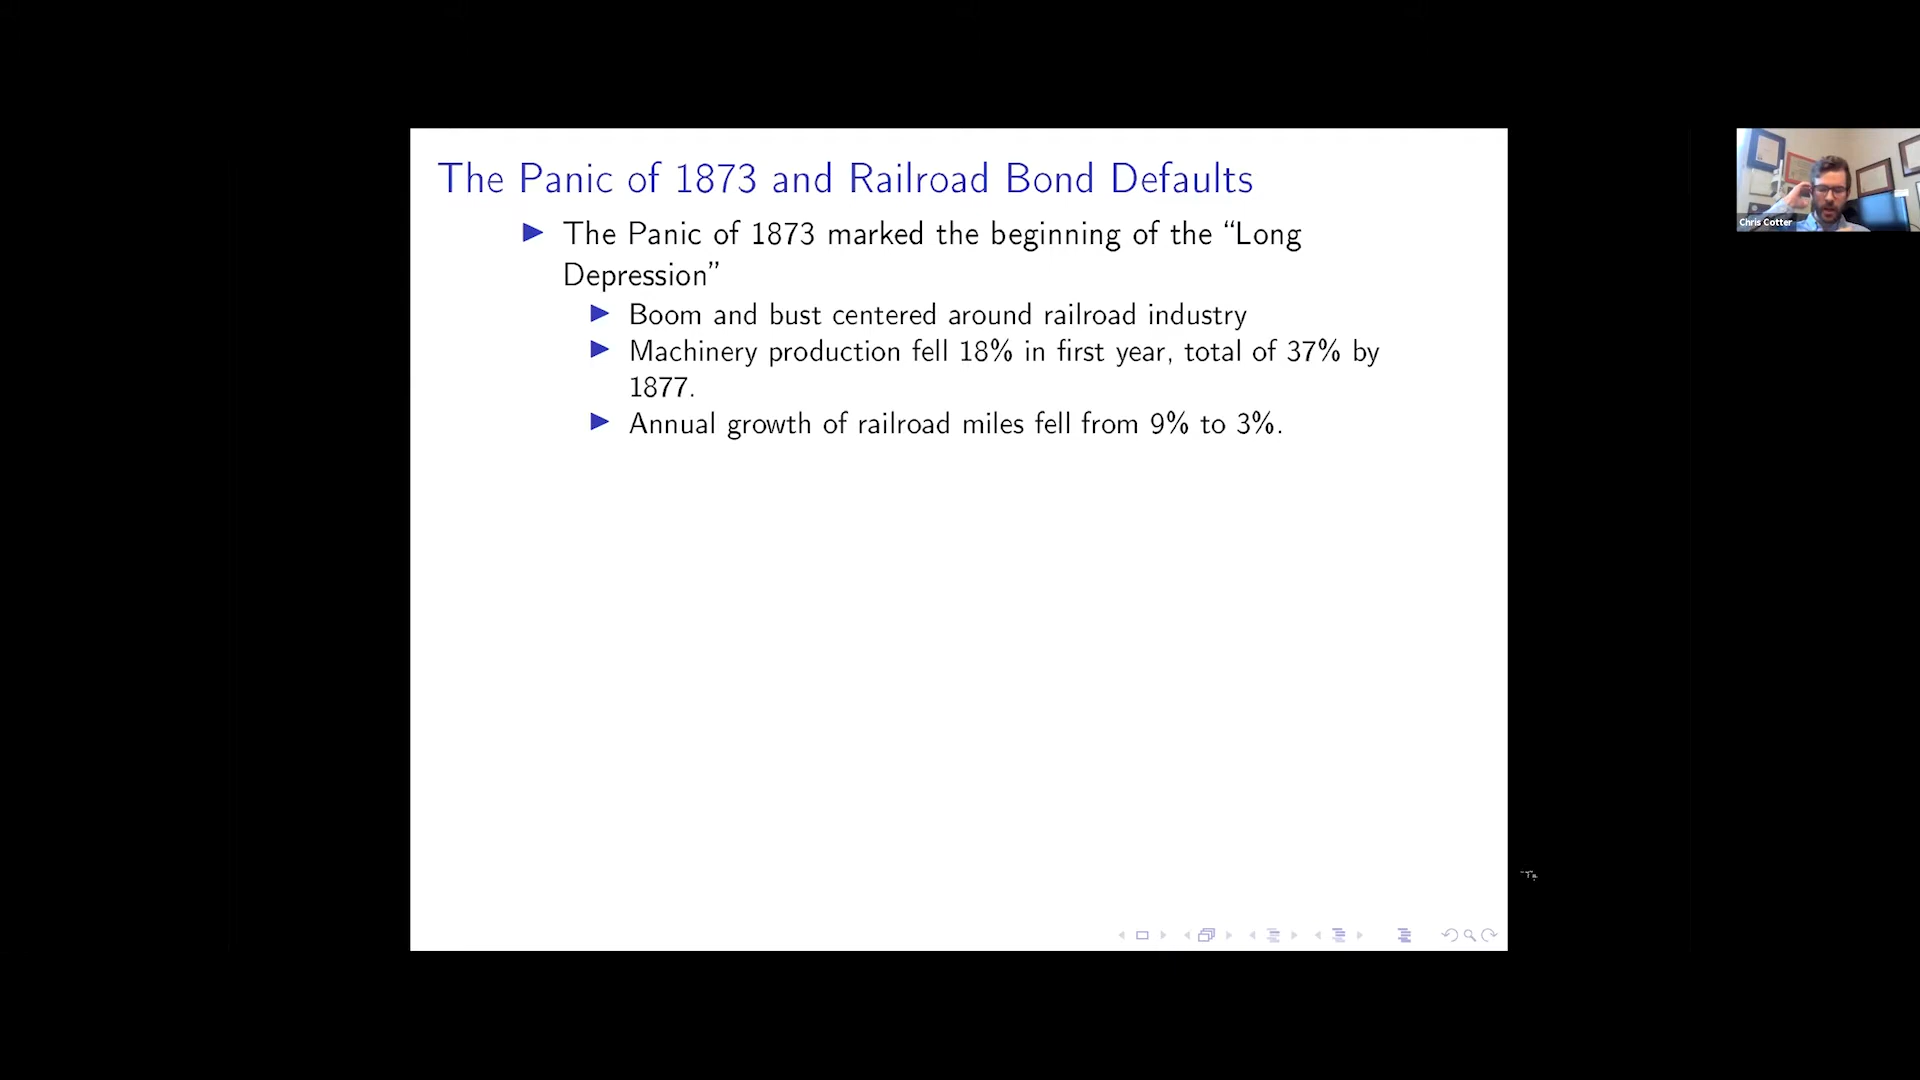 The Panic of 1873 and Railroad Bond Defaults
The Panic of 1873 marked the beginning of the “Long
Depression”
Boom and bust centered around railroad industry
Machinery production fell 18% in first year, total of 37% by
1877.
Annual growth of railroad miles fell from 9% to 3%.
Chris Cotter